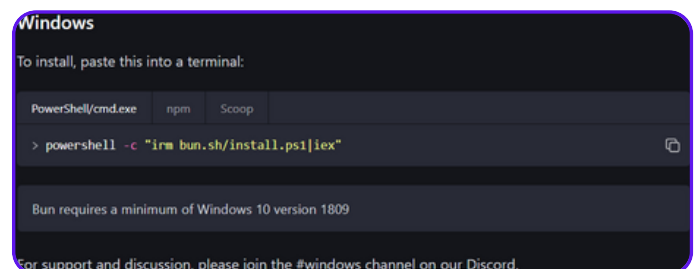 Windows
To install, paste this into a terminal:
PowerShell/cmd.exe npm Scoop
> powershell -c "irm bun.sh/install.ps1|iex"
Bun requires a minimum of Windows 10 version 1809
For support and discussion, please join the #windows channel on our Discord.